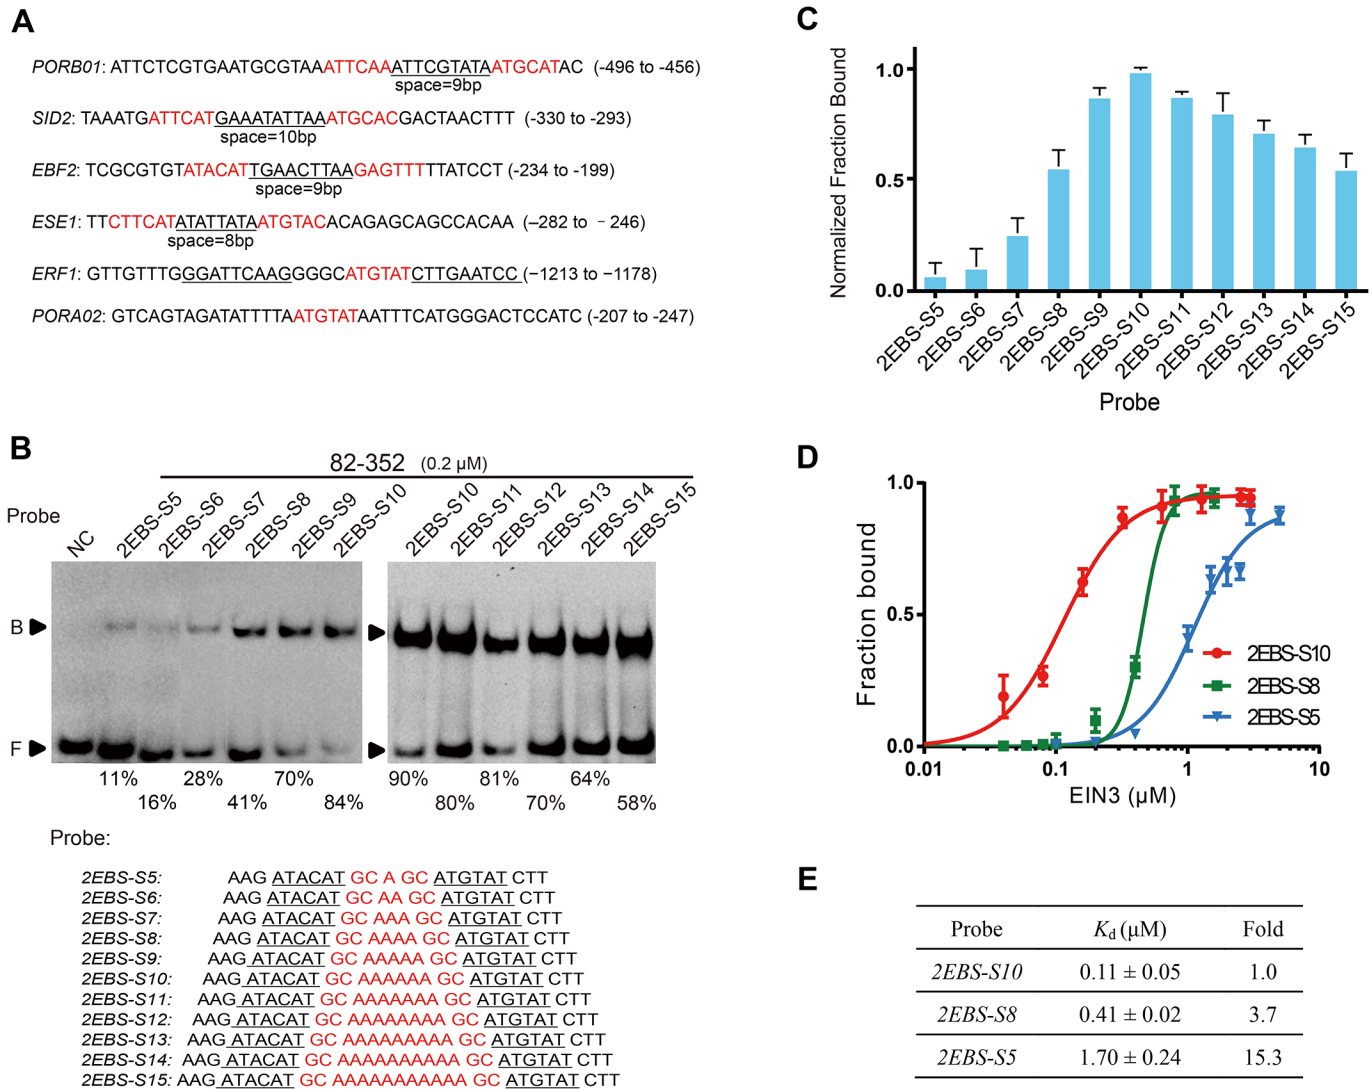 A
PORB01: ATTCTCGTGAATGCGTAAATTCAAATTCGTATAATGCATAC (-496 to -456)
space=9bp
SID2: TAAATGATTCATGAAATATTAAATGCACGACTAACTTT (-330 to -293)
space=10bp
EBF2: TCGCGTGTATACATTGAACTTAAGAGTTTTTATCCT (-234 to -199)
space=9bp
ESE1: TTCTTCATATATTATAATGTACACAGAGCAGCCACAA (–282 to –246)
space=8bp
ERF1: GTTGTTTGGGATTCAAGGGGCATGTATCTTGAATCC (−1213 to −1178)
PORA02: GTCAGTAGATATTTTAATGTATAATTTCATGGGACTCCATC (-207 to -247)
B
82-352 (0.2 µM)
Probe
NC 2EBS-S5 2EBS-S6 2EBS-S7 2EBS-S8 2EBS-S9 2EBS-S10 2EBS-S10 2EBS-S11 2EBS-S12 2EBS-S13 2EBS-S14 2EBS-S15
B
F
11% 28% 70% 90% 81% 64%
16% 41% 84% 80% 70% 58%
Probe:
2EBS-S5: AAG ATACAT GC A GC ATGTAT CTT
2EBS-S6: AAG ATACAT GC AA GC ATGTAT CTT
2EBS-S7: AAG ATACAT GC AAA GC ATGTAT CTT
2EBS-S8: AAG ATACAT GC AAAA GC ATGTAT CTT
2EBS-S9: AAG ATACAT GC AAAAA GC ATGTAT CTT
2EBS-S10: AAG ATACAT GC AAAAAA GC ATGTAT CTT
2EBS-S11: AAG ATACAT GC AAAAAAA GC ATGTAT CTT
2EBS-S12: AAG ATACAT GC AAAAAAAA GC ATGTAT CTT
2EBS-S13: AAG ATACAT GC AAAAAAAAA GC ATGTAT CTT
2EBS-S14: AAG ATACAT GC AAAAAAAAAA GC ATGTAT CTT
2EBS-S15: AAG ATACAT GC AAAAAAAAAAA GC ATGTAT CTT
C
Normalized Fraction Bound
1.0
0.5
0.0
2EBS-S5 2EBS-S6 2EBS-S7 2EBS-S8 2EBS-S9 2EBS-S10 2EBS-S11 2EBS-S12 2EBS-S13 2EBS-S14 2EBS-S15
Probe
D
Fraction bound
1.0
0.5
0.0
2EBS-S10
2EBS-S8
2EBS-S5
0.01 0.1 1 10
EIN3 (µM)
E
Probe Kd (µM) Fold
2EBS-S10 0.11 ± 0.05 1.0
2EBS-S8 0.41 ± 0.02 3.7
2EBS-S5 1.70 ± 0.24 15.3